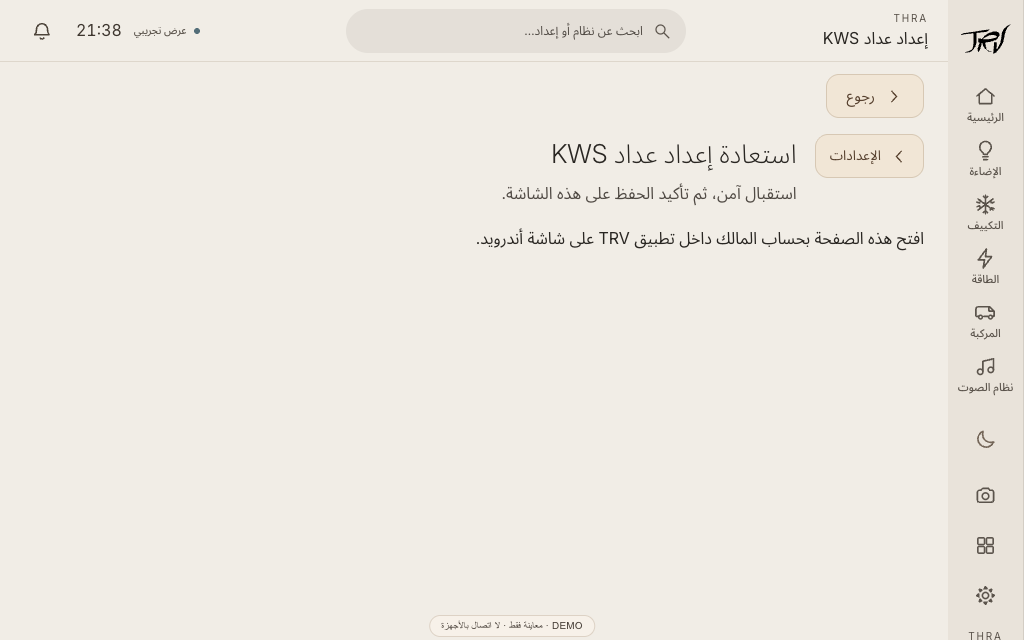 THRA
إعداد عداد KWS
ابحث عن نظام أو إعداد...
عرض تجريبي
21:38
TRV
الرئيسية
الإضاءة
التكييف
الطاقة
المركبة
نظام الصوت
THRA
رجوع
الإعدادات
استعادة إعداد عداد KWS
استقبال آمن، ثم تأكيد الحفظ على هذه الشاشة.
افتح هذه الصفحة بحساب المالك داخل تطبيق TRV على شاشة أندرويد.
DEMO · معاينة فقط · لا اتصال بالأجهزة